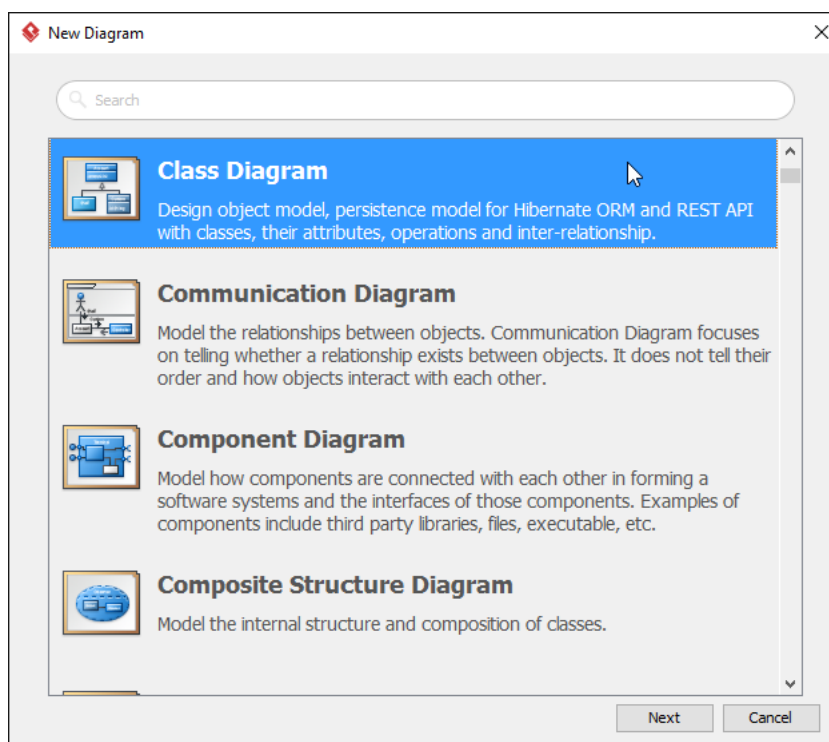 New Diagram
Search
Class Diagram
Design object model, persistence model for Hibernate ORM and REST API
with classes, their attributes, operations and inter-relationship.
Communication Diagram
Model the relationships between objects. Communication Diagram focuses
on telling whether a relationship exists between objects. It does not tell their
order and how objects interact with each other.
Component Diagram
Model how components are connected with each other in forming a
software systems and the interfaces of those components. Examples of
components include third party libraries, files, executable, etc.
Composite Structure Diagram
Model the internal structure and composition of classes.
Next
Cancel